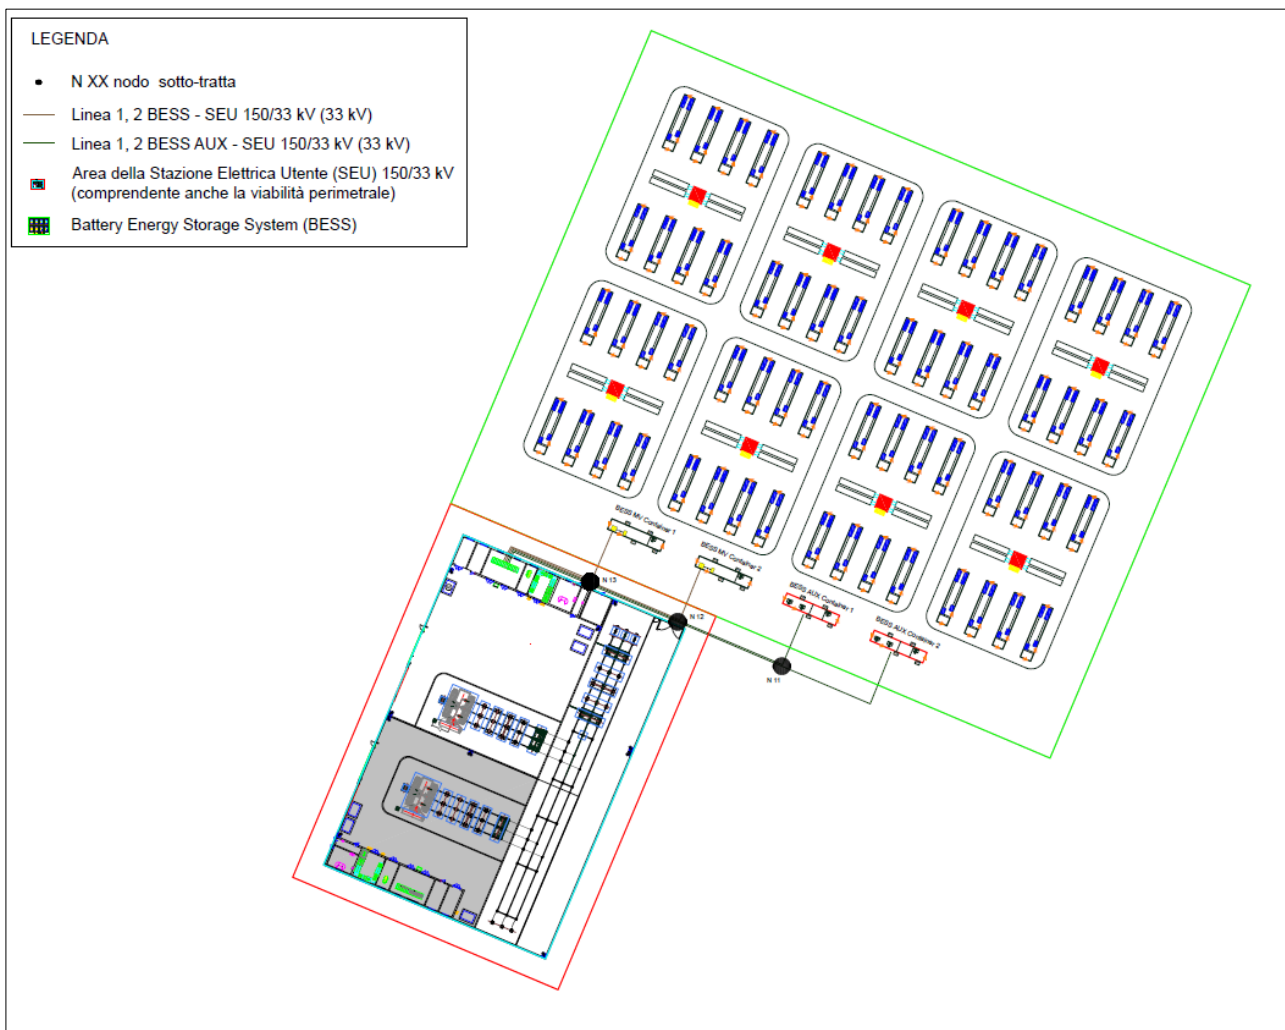 LEGENDA
N XX nodo sotto-tratta
Linea 1, 2 BESS - SEU 150/33 kV (33 kV)
Linea 1, 2 BESS AUX - SEU 150/33 kV (33 kV)
Area della Stazione Elettrica Utente (SEU) 150/33 kV
(comprendente anche la viabilità perimetrale)
Battery Energy Storage System (BESS)
BESS MV Container 1
BESS MV Container 2
N 13
BESS AUX Container 1
N 12
BESS AUX Container 2
N 11